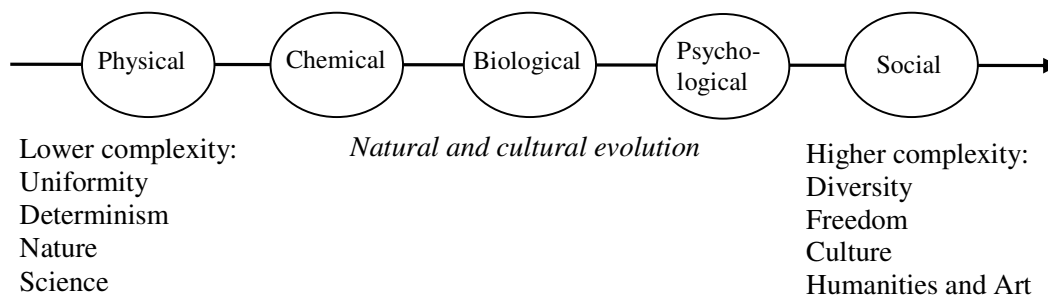 Physical
Chemical
Biological
Psycho-
logical
Social
Lower complexity:
Uniformity
Determinism
Nature
Science
Natural and cultural evolution
Higher complexity:
Diversity
Freedom
Culture
Humanities and Art